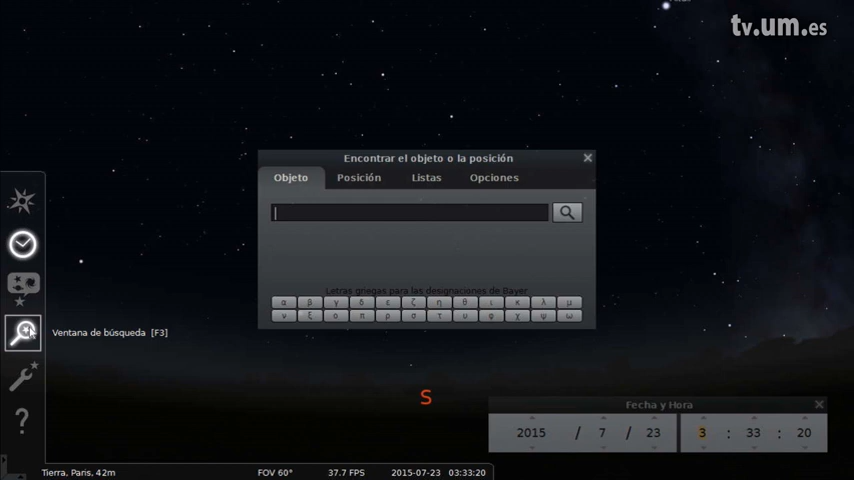 tv.um.es
Encontrar el objeto o la posición
Objeto Posición Listas Opciones
Letras griegas para las designaciones de Bayer
α β γ δ ε ζ η θ ι κ λ μ
ν ξ ο π ρ σ τ υ φ χ ψ ω
Ventana de búsqueda [F3]
S
Fecha y Hora
2015 / 7 / 23 3 : 33 : 20
Tierra, Paris, 42m FOV 60° 37.7 FPS 2015-07-23 03:33:20